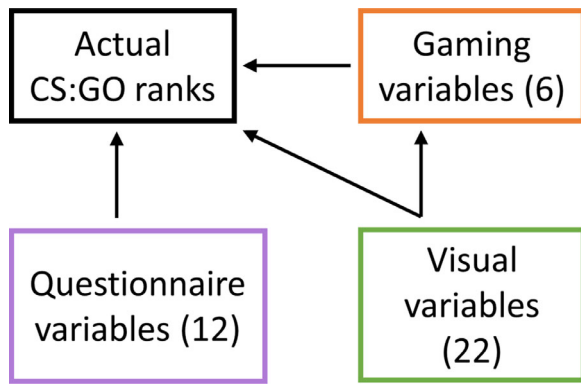 Actual
CS:GO ranks
Gaming
variables (6)
Questionnaire
variables (12)
Visual
variables
(22)